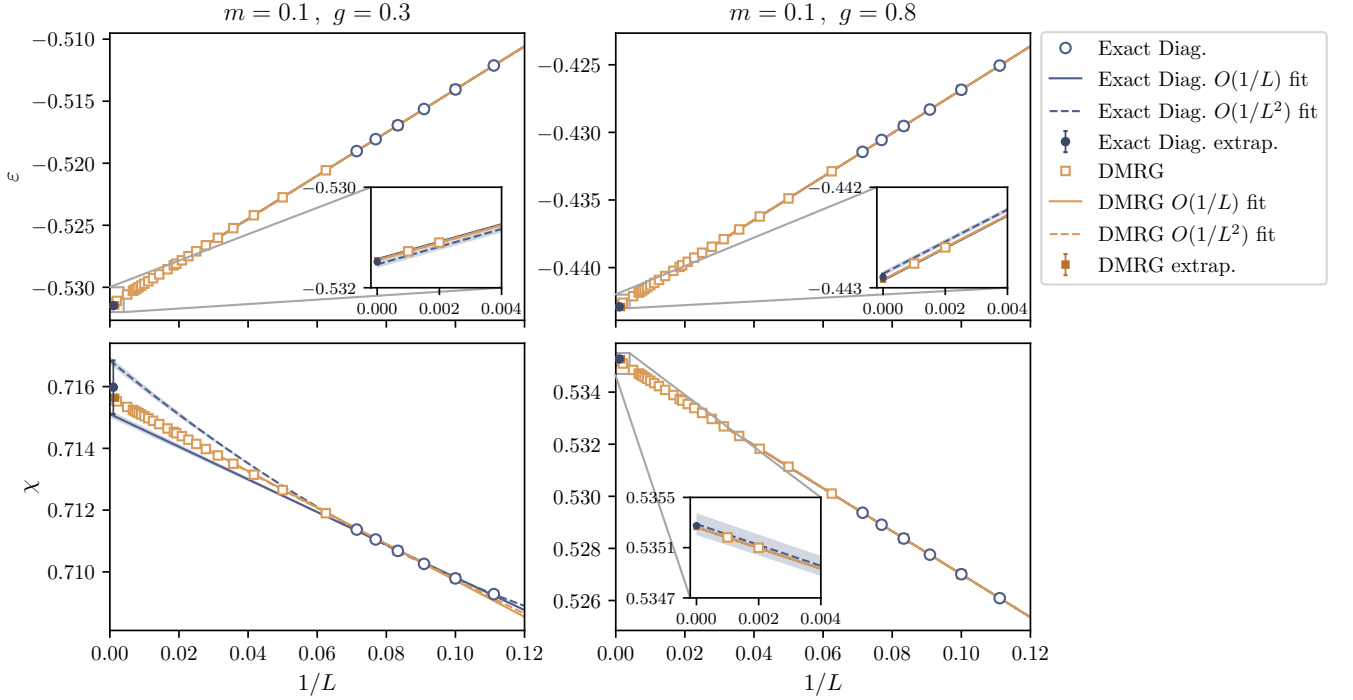 m = 0.1 , g = 0.3
m = 0.1 , g = 0.8
−0.510
−0.515
−0.520
−0.525
−0.530
ε
−0.530
−0.532
0.000
0.002
0.004
−0.425
−0.430
−0.435
−0.440
−0.442
−0.443
0.000
0.002
0.004
Exact Diag.
Exact Diag. O(1/L) fit
Exact Diag. O(1/L²) fit
Exact Diag. extrap.
DMRG
DMRG O(1/L) fit
DMRG O(1/L²) fit
DMRG extrap.
0.716
0.714
0.712
0.710
χ
0.00 0.02 0.04 0.06 0.08 0.10 0.12
1/L
0.534
0.532
0.530
0.528
0.526
0.5355
0.5351
0.5347
0.000
0.002
0.004
0.00 0.02 0.04 0.06 0.08 0.10 0.12
1/L